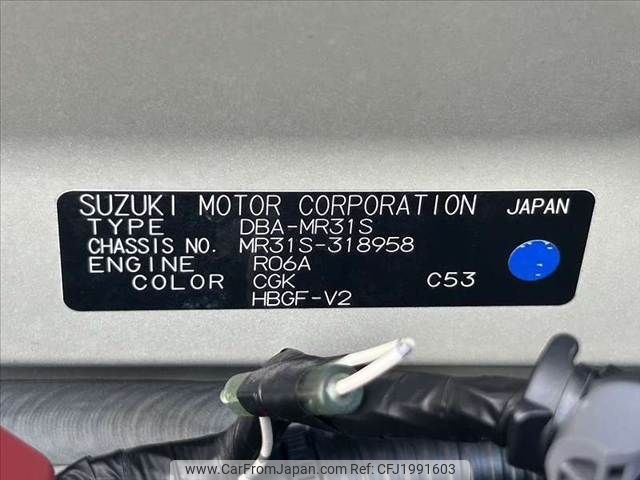 SUZUKI MOTOR CORPORATION JAPAN
TYPE DBA-MR31S
CHASSIS NO. MR31S-318958
ENGINE R06A
COLOR CGK C53
HBGF-V2
www.CarFromJapan.com Photo Ref: CFJ1991603